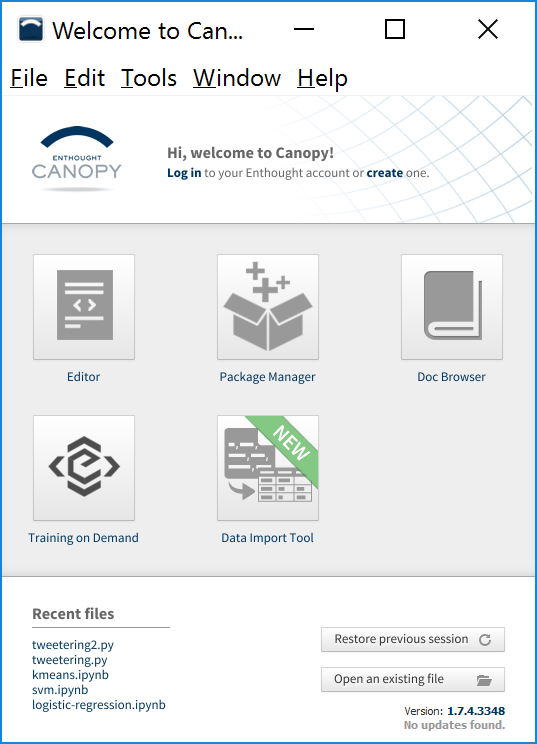 Welcome to Can...
File Edit Tools Window Help
ENTHOUGHT
CANOPY
Hi, welcome to Canopy!
Log in to your Enthought account or create one.
Editor
Package Manager
Doc Browser
NEW
Training on Demand
Data Import Tool
Recent files
tweetering2.py
tweetering.py
kmeans.ipynb
svm.ipynb
logistic-regression.ipynb
Restore previous session
Open an existing file
Version: 1.7.4.3348
No updates found.